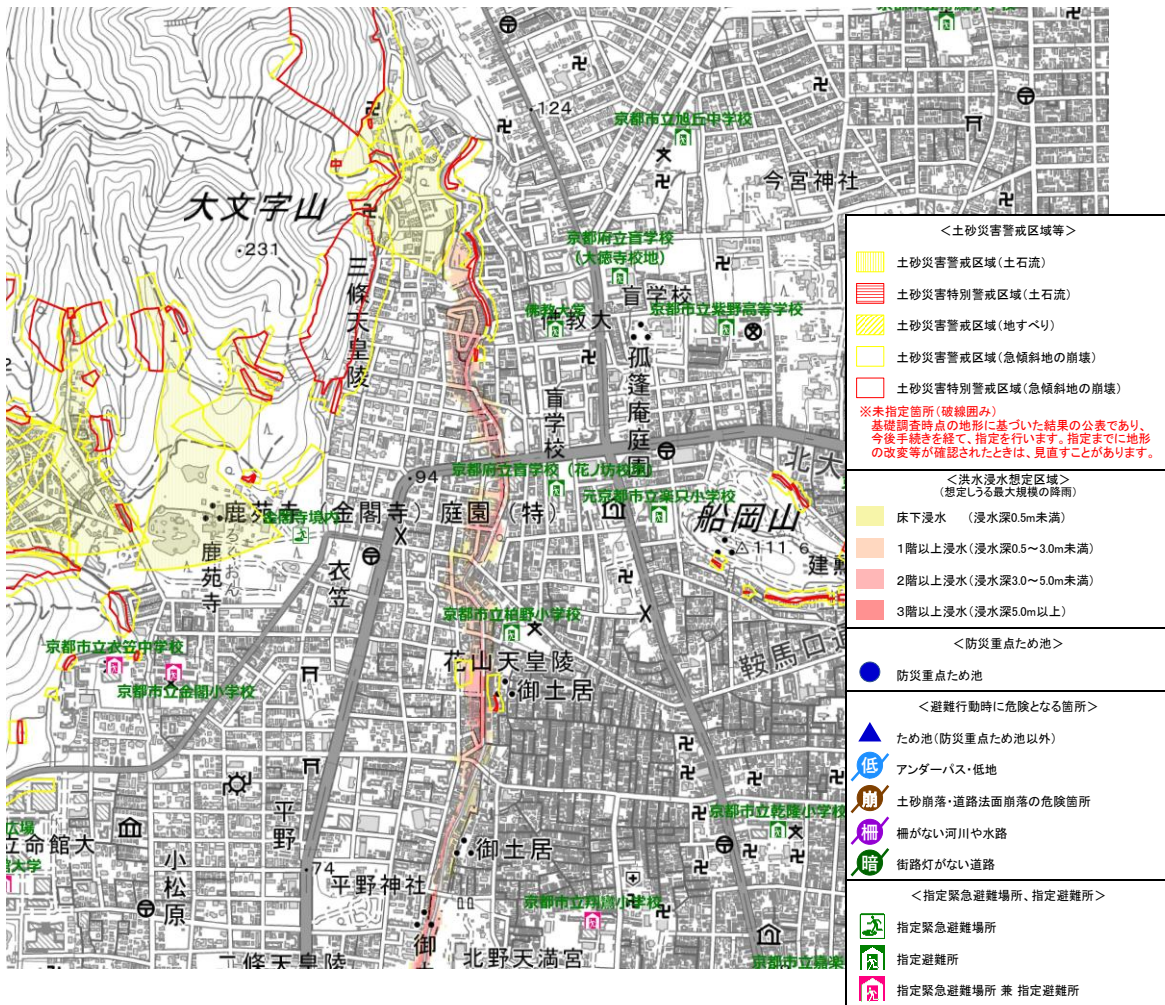 ・124
京都市立旭丘中学校
今宮神社
大文字山
・231
京都府立盲学校
(大徳寺校地)
盲学校
佛教大学
佛教大
京都市立紫野高等学校
三條天皇陵
孤篷庵庭園
盲学校
・94
京都府立盲学校(花ノ坊校地)
元京都市立楽只小学校
北大
船岡山
△111.6
建勲
鹿苑寺(金閣寺)庭園(特)
金閣寺境内
鹿苑寺
ろくおん
衣笠
京都市立柏野小学校
鞍馬口通
京都市立衣笠中学校
京都市立金閣小学校
花山天皇陵
御土居
平野
京都市立乾隆小学校
広場
立命館大
館大学
小松原
御土居
・74
平野神社
京都市立翔鸞小学校
御
北野天満宮
二條天皇陵
京都市立嘉楽
<土砂災害警戒区域等>
土砂災害警戒区域(土石流)
土砂災害特別警戒区域(土石流)
土砂災害警戒区域(地すべり)
土砂災害警戒区域(急傾斜地の崩壊)
土砂災害特別警戒区域(急傾斜地の崩壊)
※未指定箇所(破線囲み)
基礎調査時点の地形に基づいた結果の公表であり、
今後手続きを経て、指定を行います。指定までに地形
の改変等が確認されたときは、見直すことがあります。
<洪水浸水想定区域>
(想定しうる最大規模の降雨)
床下浸水 (浸水深0.5m未満)
1階以上浸水(浸水深0.5~3.0m未満)
2階以上浸水(浸水深3.0~5.0m未満)
3階以上浸水(浸水深5.0m以上)
<防災重点ため池>
防災重点ため池
<避難行動時に危険となる箇所>
ため池(防災重点ため池以外)
低 アンダーパス・低地
崩 土砂崩落・道路法面崩落の危険箇所
柵 柵がない河川や水路
暗 街路灯がない道路
<指定緊急避難場所、指定避難所>
指定緊急避難場所
指定避難所
指定緊急避難場所 兼 指定避難所